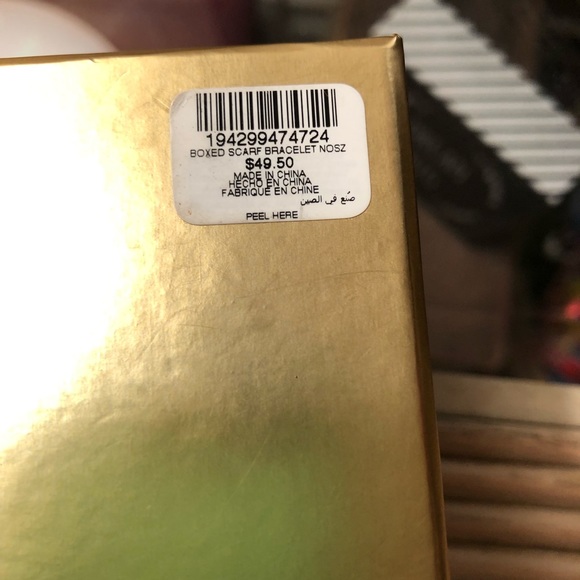 194299474724
BOXED SCARF BRACELET NOSZ
$49.50
MADE IN CHINA
HECHO EN CHINA
FABRIQUE EN CHINE
صنع في الصين
PEEL HERE